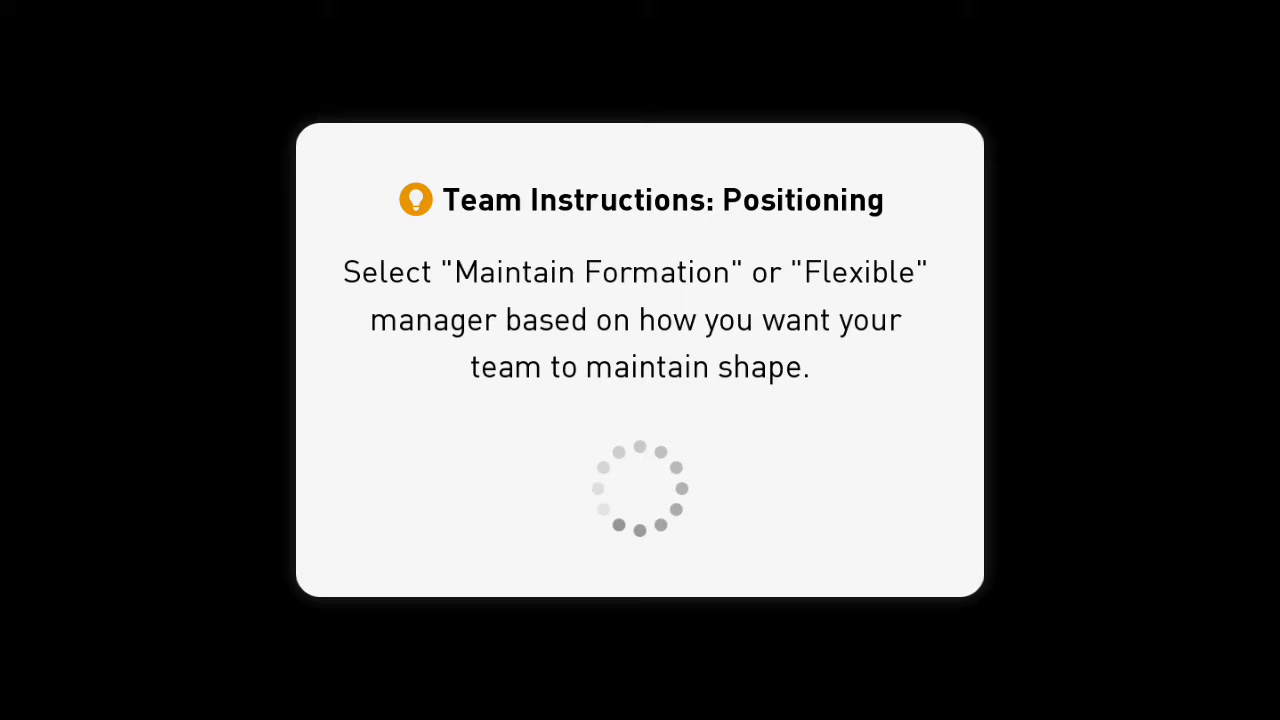 Team Instructions: Positioning
Select "Maintain Formation" or "Flexible"
manager based on how you want your
team to maintain shape.